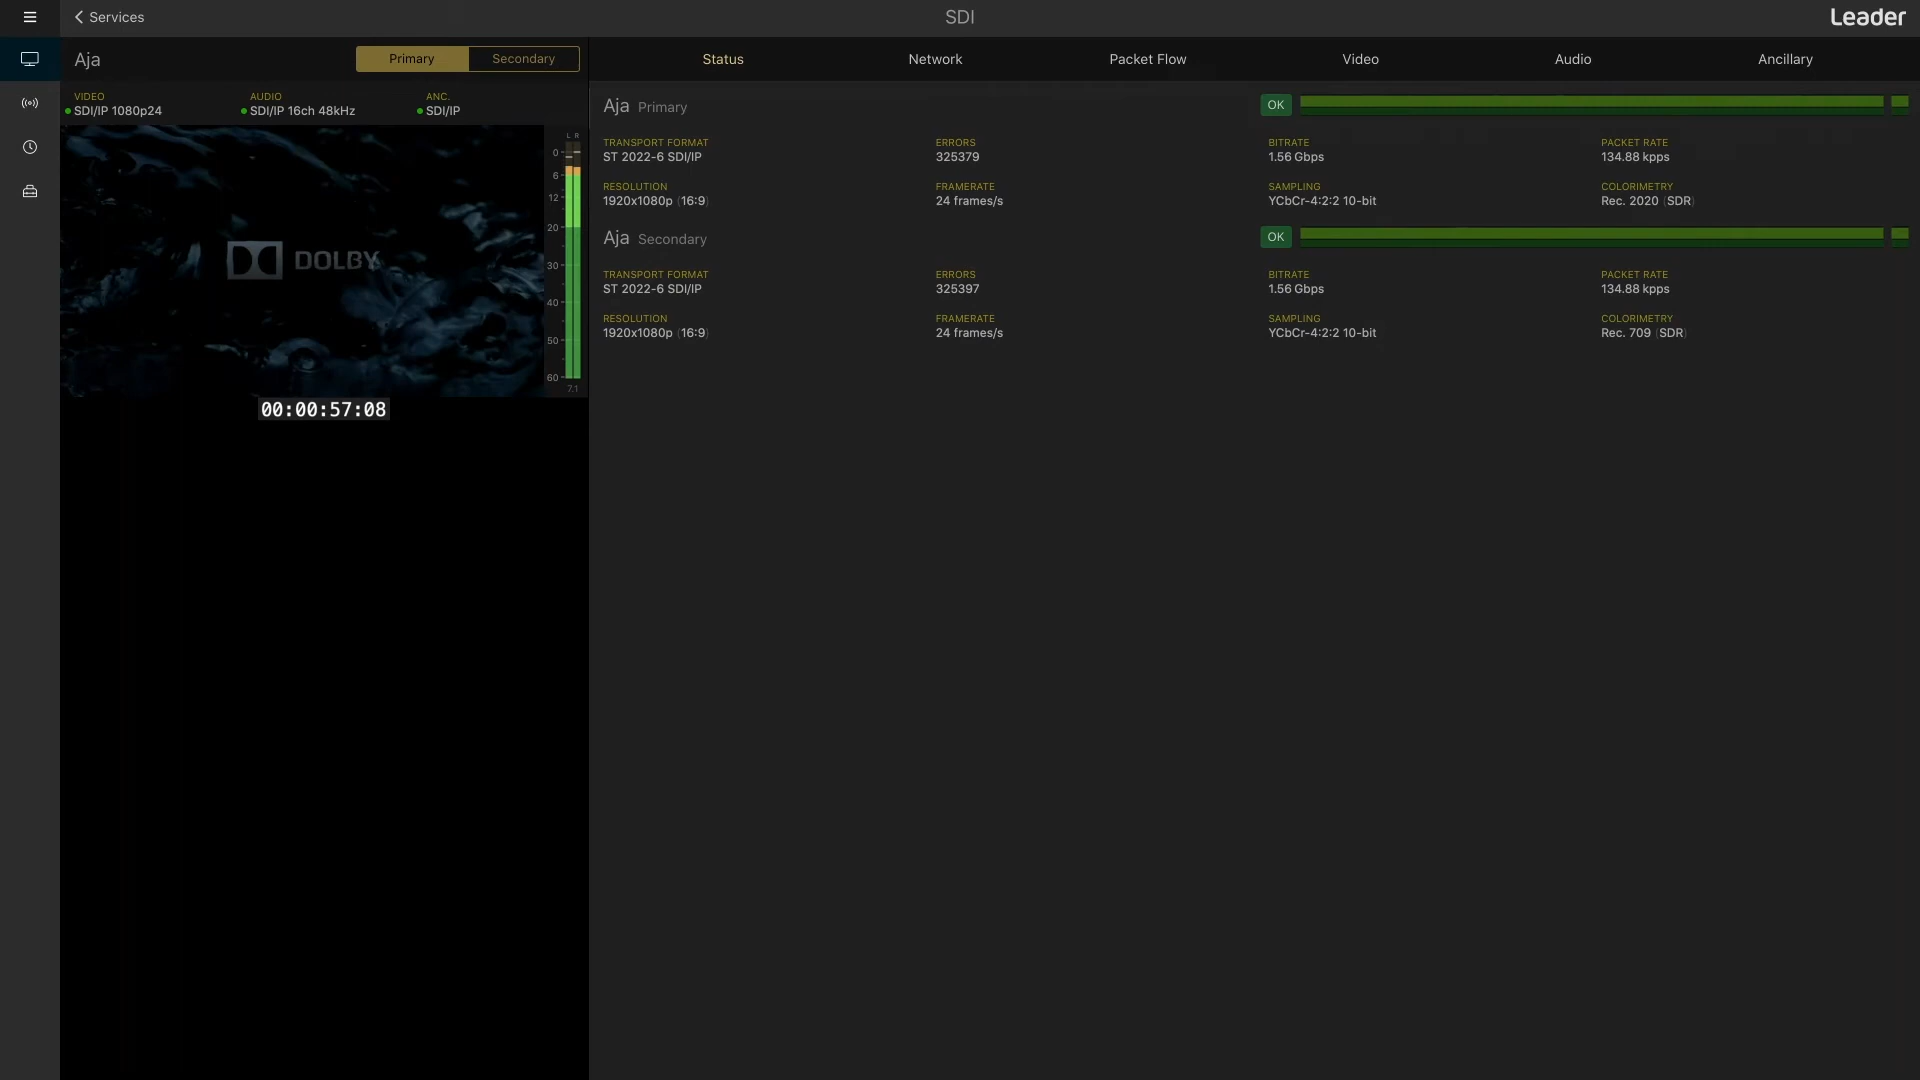 Services
SDI
Leader
Aja
Primary
Secondary
Status
Network
Packet Flow
Video
Audio
Ancillary
VIDEO
SDI/IP 1080p24
AUDIO
SDI/IP 16ch 48kHz
ANC.
SDI/IP
DOLBY
L R
0
6
12
20
30
40
50
60
7.1
00:00:57:08
Aja Primary
OK
TRANSPORT FORMAT
ST 2022-6 SDI/IP
ERRORS
325379
BITRATE
1.56 Gbps
PACKET RATE
134.88 kpps
RESOLUTION
1920x1080p (16:9)
FRAMERATE
24 frames/s
SAMPLING
YCbCr-4:2:2 10-bit
COLORIMETRY
Rec. 2020 (SDR)
Aja Secondary
OK
TRANSPORT FORMAT
ST 2022-6 SDI/IP
ERRORS
325397
BITRATE
1.56 Gbps
PACKET RATE
134.88 kpps
RESOLUTION
1920x1080p (16:9)
FRAMERATE
24 frames/s
SAMPLING
YCbCr-4:2:2 10-bit
COLORIMETRY
Rec. 709 (SDR)